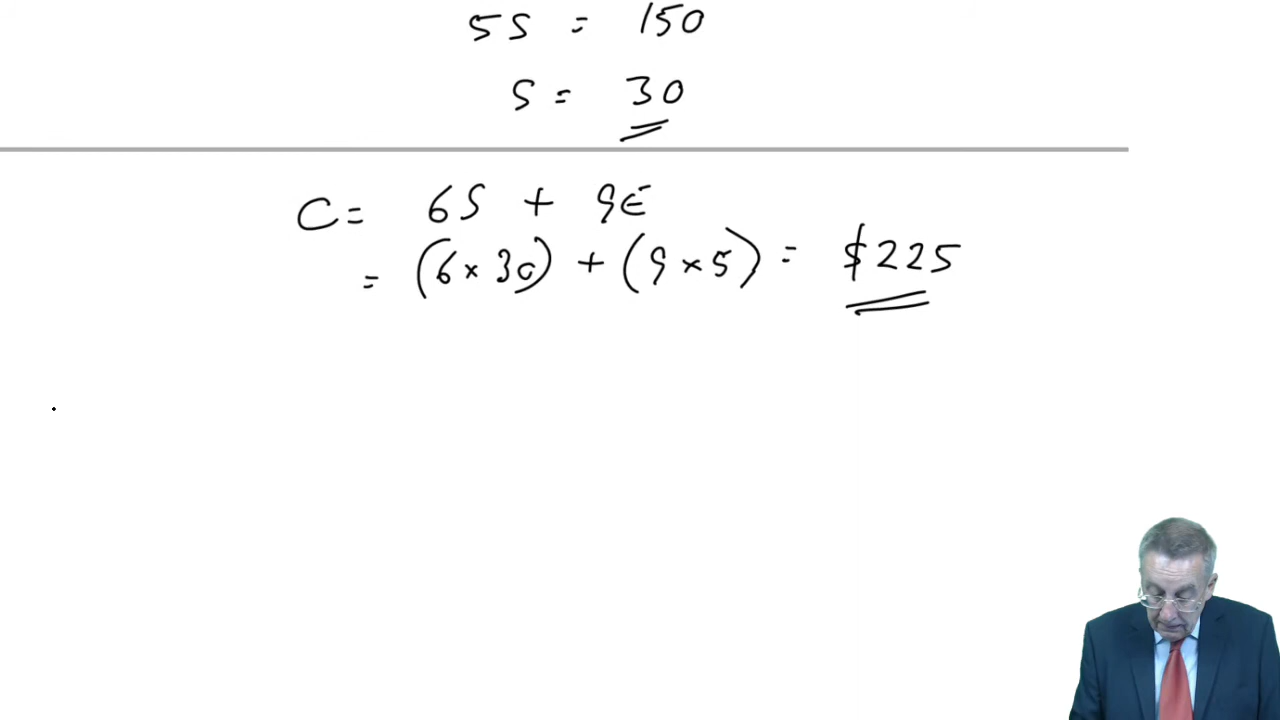 5S = 150
S = 30
C = 6S + 9E
= (6 × 30) + (9 × 5) = $225